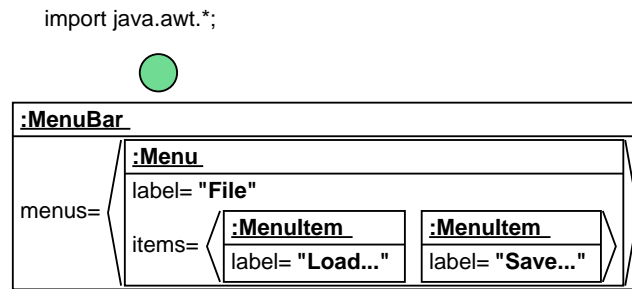 import java.awt.*;
:MenuBar
:Menu
label= "File"
menus=
items=
:MenuItem
label= "Load..."
:MenuItem
label= "Save..."